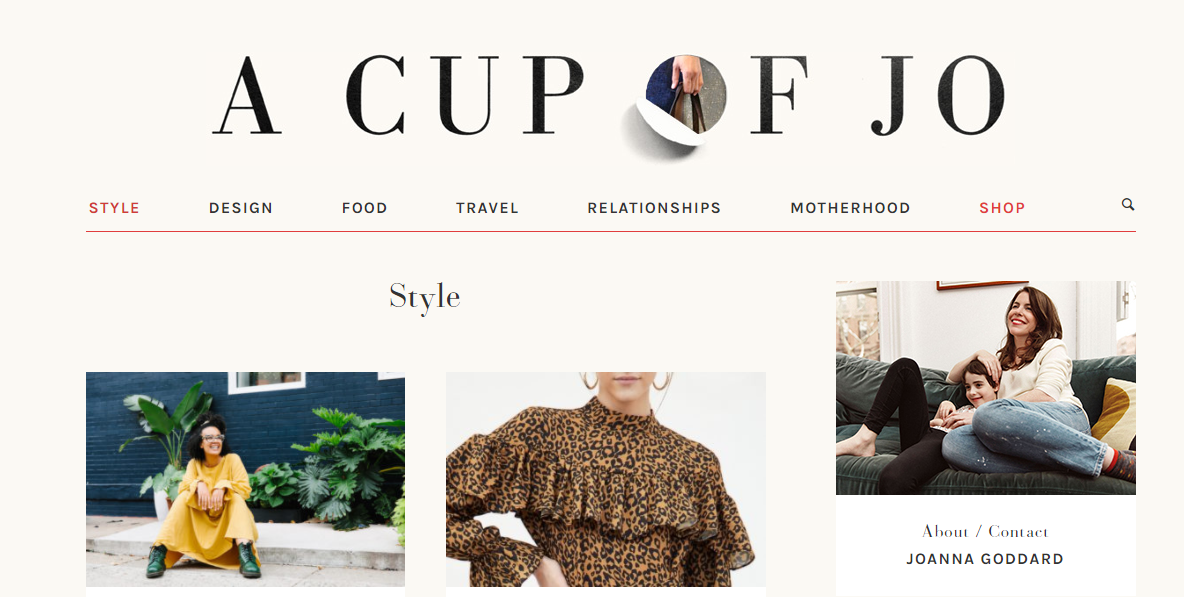 A CUP OF JO
STYLE DESIGN FOOD TRAVEL RELATIONSHIPS MOTHERHOOD SHOP
Style
About / Contact
JOANNA GODDARD